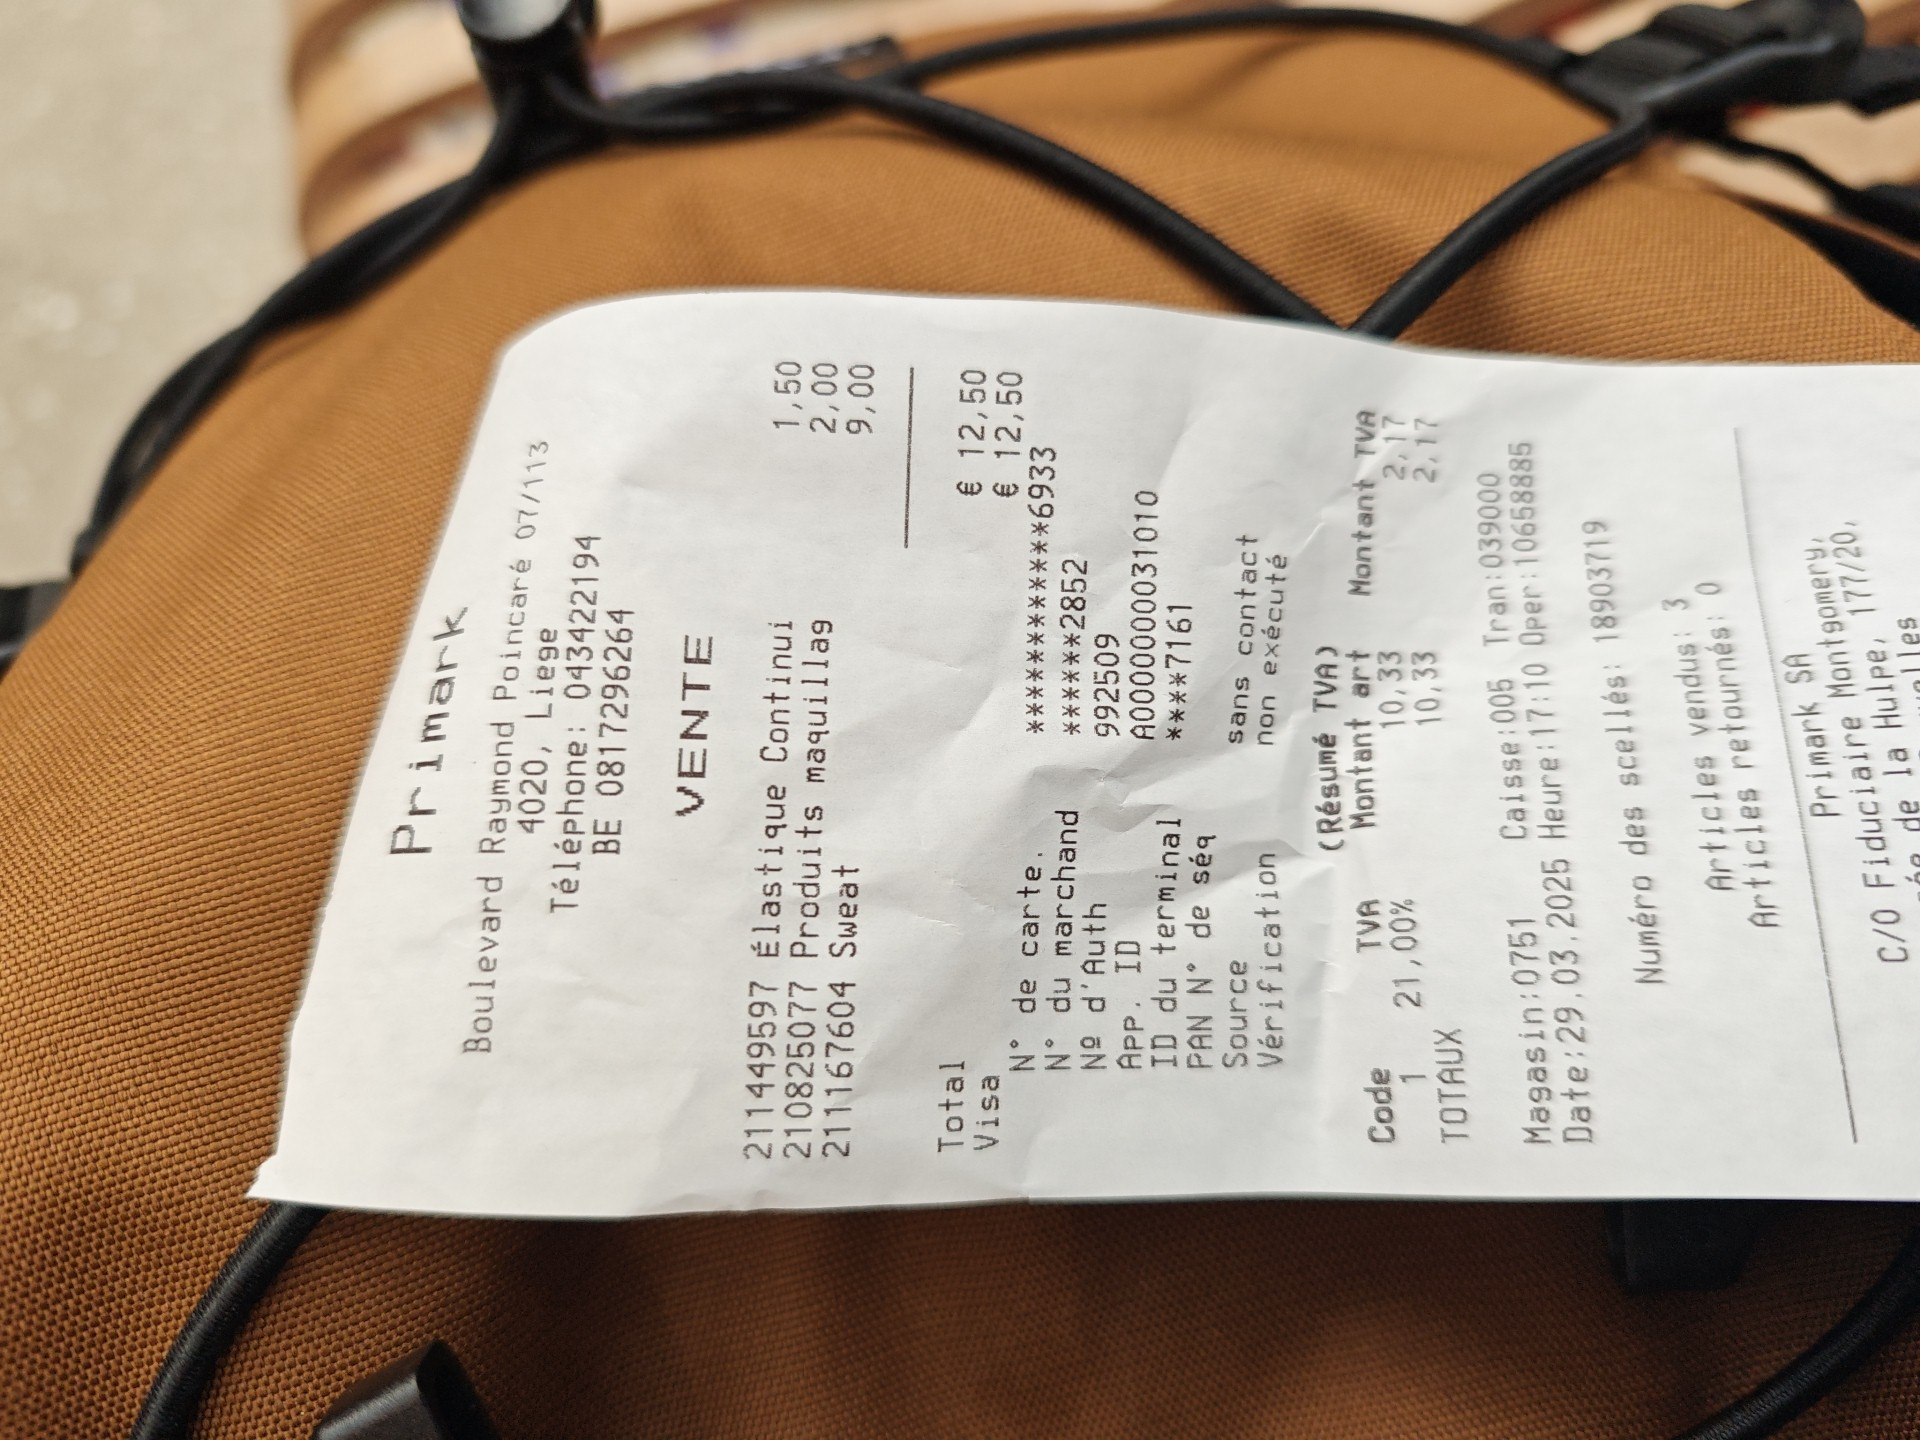 Primark
Boulevard Raymond Poincaré 07/113
4020, Liege
Téléphone: 043422194
BE 0817296264
VENTE
211449597 Élastique Continui 1,50
210825077 Produits maquillag 2,00
211167604 Sweat 9,00
Total € 12,50
Visa € 12,50
N° de carte. ************6933
N° du marchand ******2852
Nº d'Auth 992509
APP. ID A0000000031010
ID du terminal ****7161
PAN N° de séq
Source sans contact
Vérification non exécuté
(Résumé TVA)
Code TVA Montant art Montant TVA
1 21,00% 10,33 2,17
TOTAUX 10,33 2,17
Magasin:0751 Caisse:005 Tran:039000
Date:29.03.2025 Heure:17:10 Oper:10658885
Numéro des scellés: 18903719
Articles vendus: 3
Articles retournés: 0
Primark SA
C/O Fiduciaire Montgomery,
de la Hulpe, 177/20,